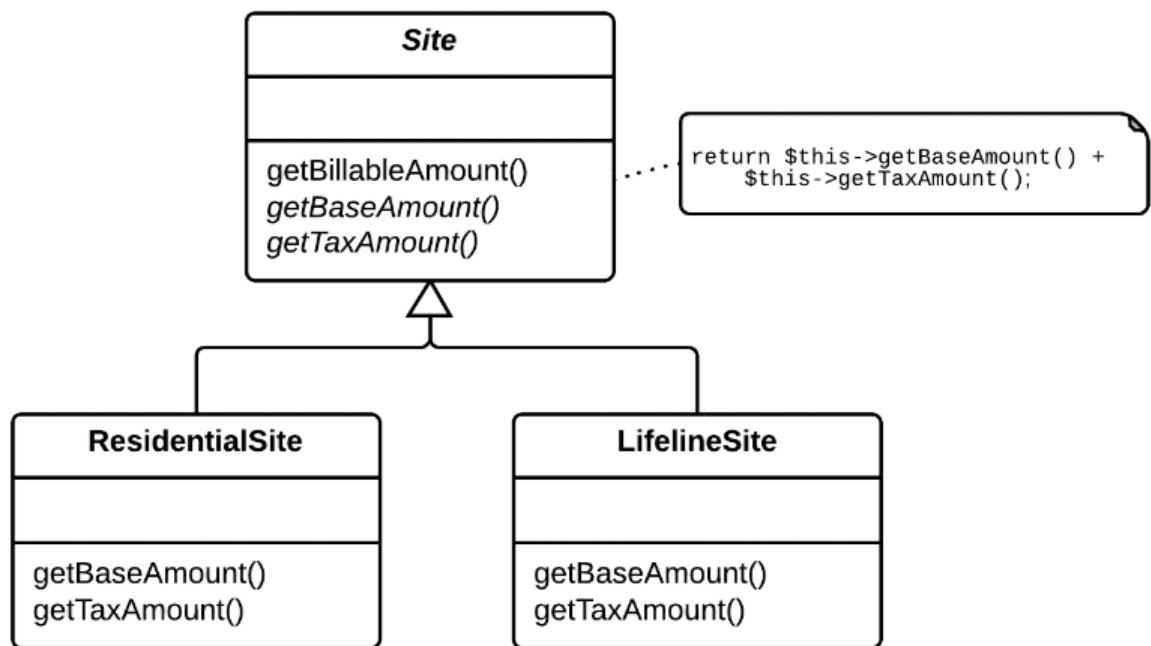 Site
getBillableAmount()
getBaseAmount()
getTaxAmount()
return $this->getBaseAmount() +
$this->getTaxAmount();
ResidentialSite
getBaseAmount()
getTaxAmount()
LifelineSite
getBaseAmount()
getTaxAmount()